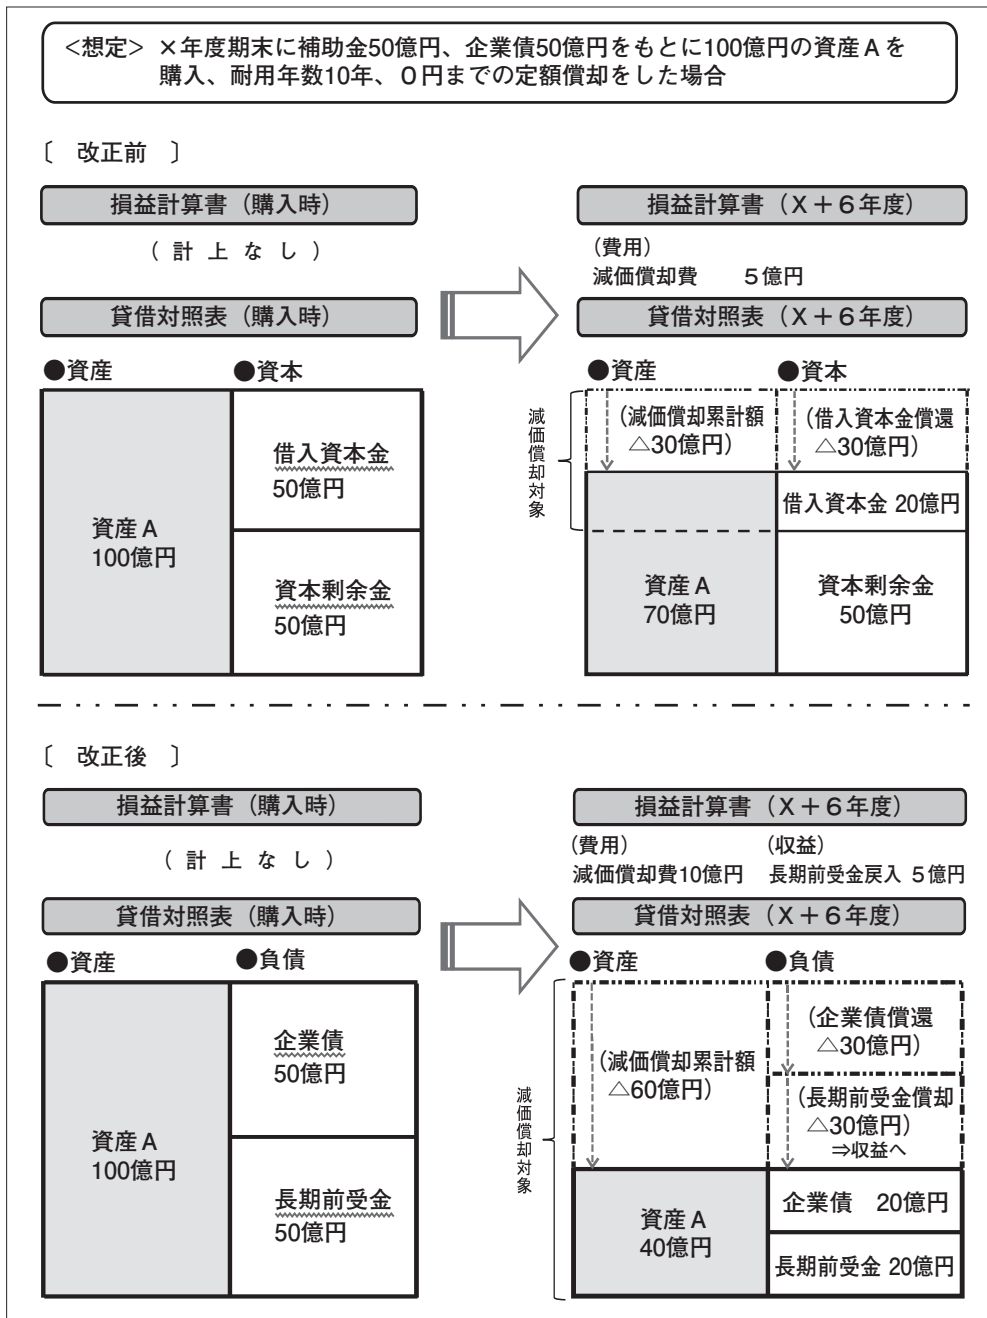 <想定> ×年度期末に補助金50億円、企業債50億円をもとに100億円の資産Aを
購入、耐用年数10年、0円までの定額償却をした場合
〔 改正前 〕
損益計算書（購入時）
（計上なし）
貸借対照表（購入時）
●資産
●資本
資産A
100億円
借入資本金
50億円
資本剰余金
50億円
損益計算書（X＋6年度）
(費用)
減価償却費 5億円
貸借対照表（X＋6年度）
●資産
●資本
減価償却対象
(減価償却累計額
△30億円)
(借入資本金償還
△30億円)
借入資本金 20億円
資産A
70億円
資本剰余金
50億円
〔 改正後 〕
損益計算書（購入時）
（計上なし）
貸借対照表（購入時）
●資産
●負債
資産A
100億円
企業債
50億円
長期前受金
50億円
損益計算書（X＋6年度）
(費用)
減価償却費10億円
(収益)
長期前受金戻入 5億円
貸借対照表（X＋6年度）
●資産
●負債
減価償却対象
(減価償却累計額
△60億円)
(企業債償還
△30億円)
(長期前受金償却
△30億円)
⇒収益へ
資産A
40億円
企業債 20億円
長期前受金 20億円